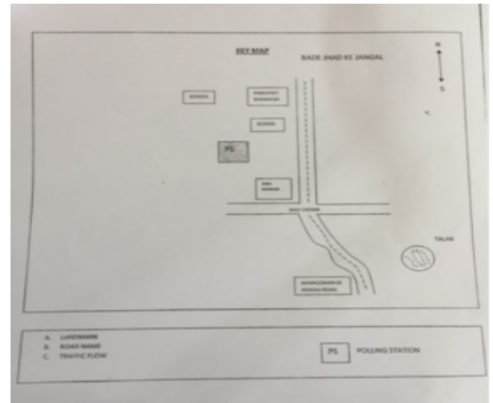 KEY MAP
BADE JHAD KE JANGAL
N
S
SCHOOL
PANCHAYAT
SCHOOL
PS
CHOWK
TALAB
A. LANDMARK
B. ROAD NAME
C. TRAFFIC FLOW
PS POLLING STATION